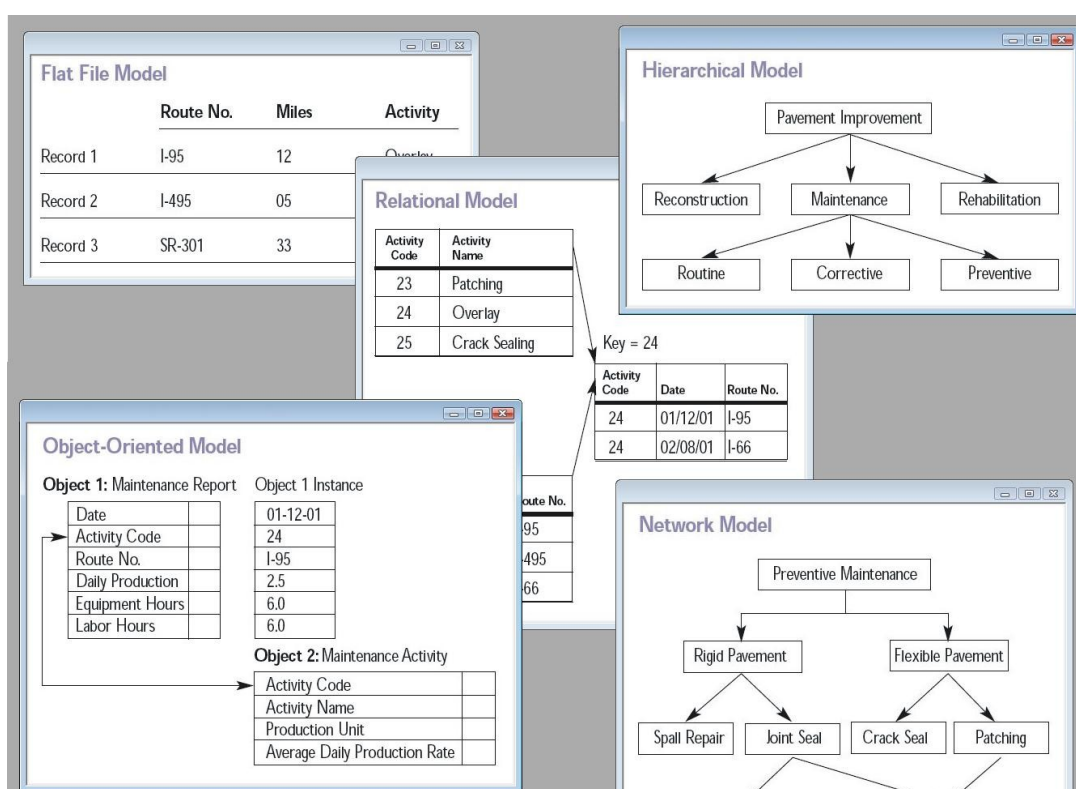 Flat File Model
Route No. Miles Activity
Record 1 I-95 12 Overlay
Record 2 I-495 05
Record 3 SR-301 33
Hierarchical Model
Pavement Improvement
Reconstruction Maintenance Rehabilitation
Routine Corrective Preventive
Relational Model
Activity Code Activity Name
23 Patching
24 Overlay
25 Crack Sealing
Key = 24
Activity Code Date Route No.
24 01/12/01 I-95
24 02/08/01 I-66
oute No.
-95
-495
-66
Object-Oriented Model
Object 1: Maintenance Report Object 1 Instance
Date 01-12-01
Activity Code 24
Route No. I-95
Daily Production 2.5
Equipment Hours 6.0
Labor Hours 6.0
Object 2: Maintenance Activity
Activity Code
Activity Name
Production Unit
Average Daily Production Rate
Network Model
Preventive Maintenance
Rigid Pavement Flexible Pavement
Spall Repair Joint Seal Crack Seal Patching